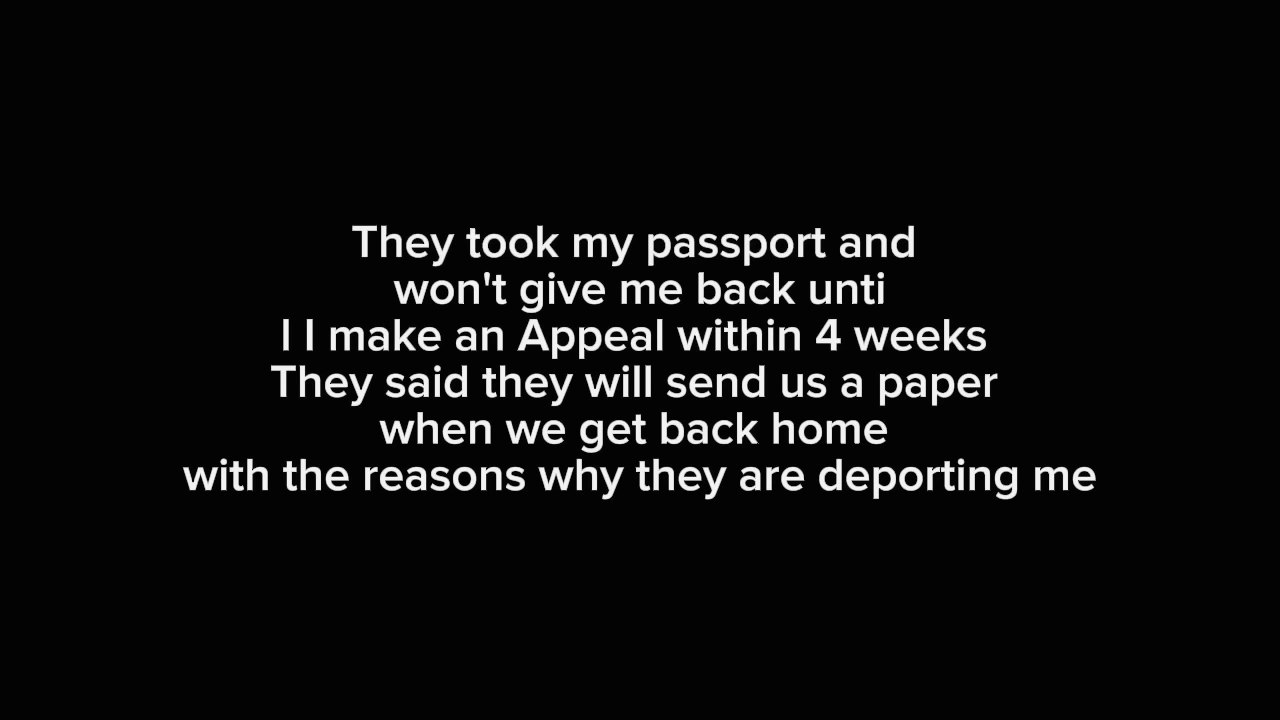 They took my passport and
won't give me back unti
l I make an Appeal within 4 weeks
They said they will send us a paper
when we get back home
with the reasons why they are deporting me